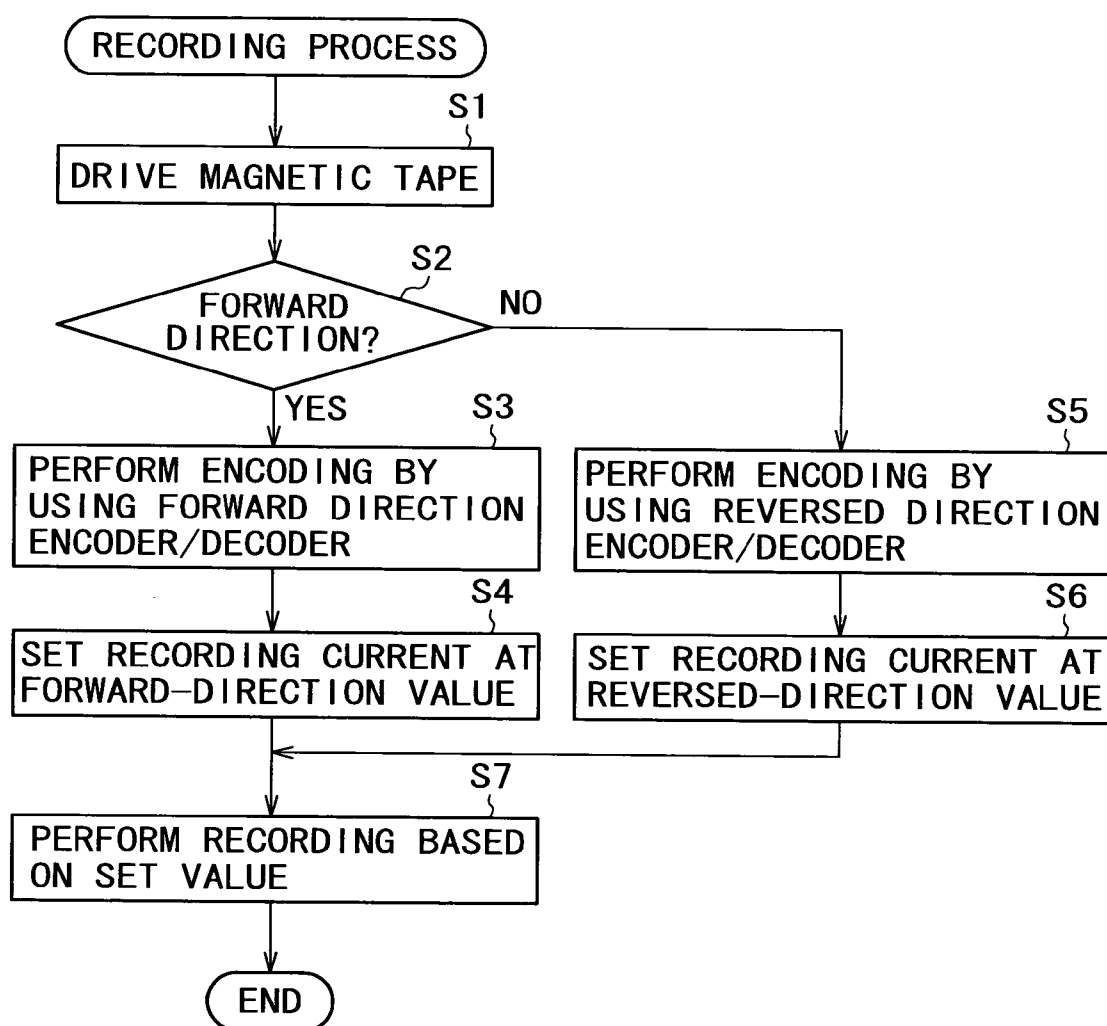 RECORDING PROCESS
S1
DRIVE MAGNETIC TAPE
S2
FORWARD
DIRECTION?
NO
YES
S3
PERFORM ENCODING BY
USING FORWARD DIRECTION
ENCODER/DECODER
S5
PERFORM ENCODING BY
USING REVERSED DIRECTION
ENCODER/DECODER
S4
SET RECORDING CURRENT AT
FORWARD-DIRECTION VALUE
S6
SET RECORDING CURRENT AT
REVERSED-DIRECTION VALUE
S7
PERFORM RECORDING BASED
ON SET VALUE
END